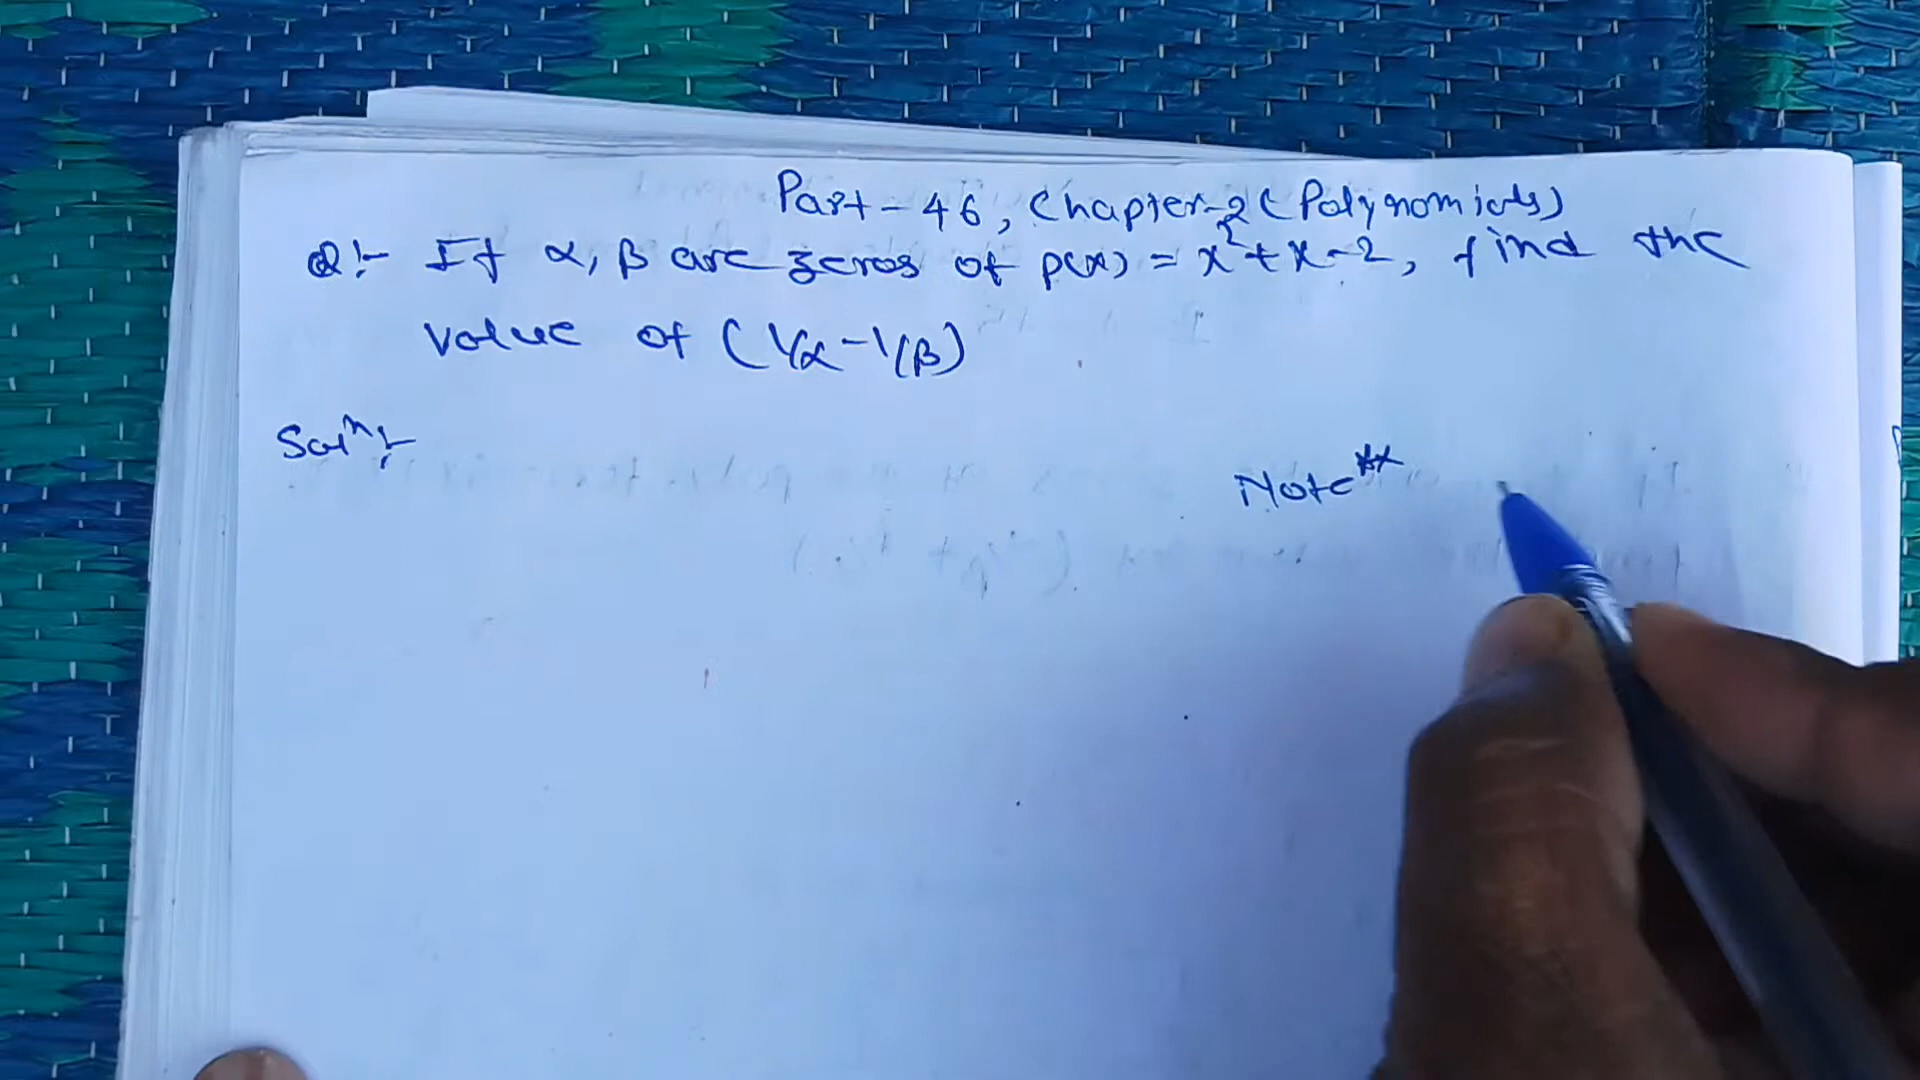 Part-46, Chapter-2 (Polynomials)
Q:- If α, β are zeros of p(x) = x²+x-2, find the
value of (1/α - 1/β)
Solⁿ:-
Note**